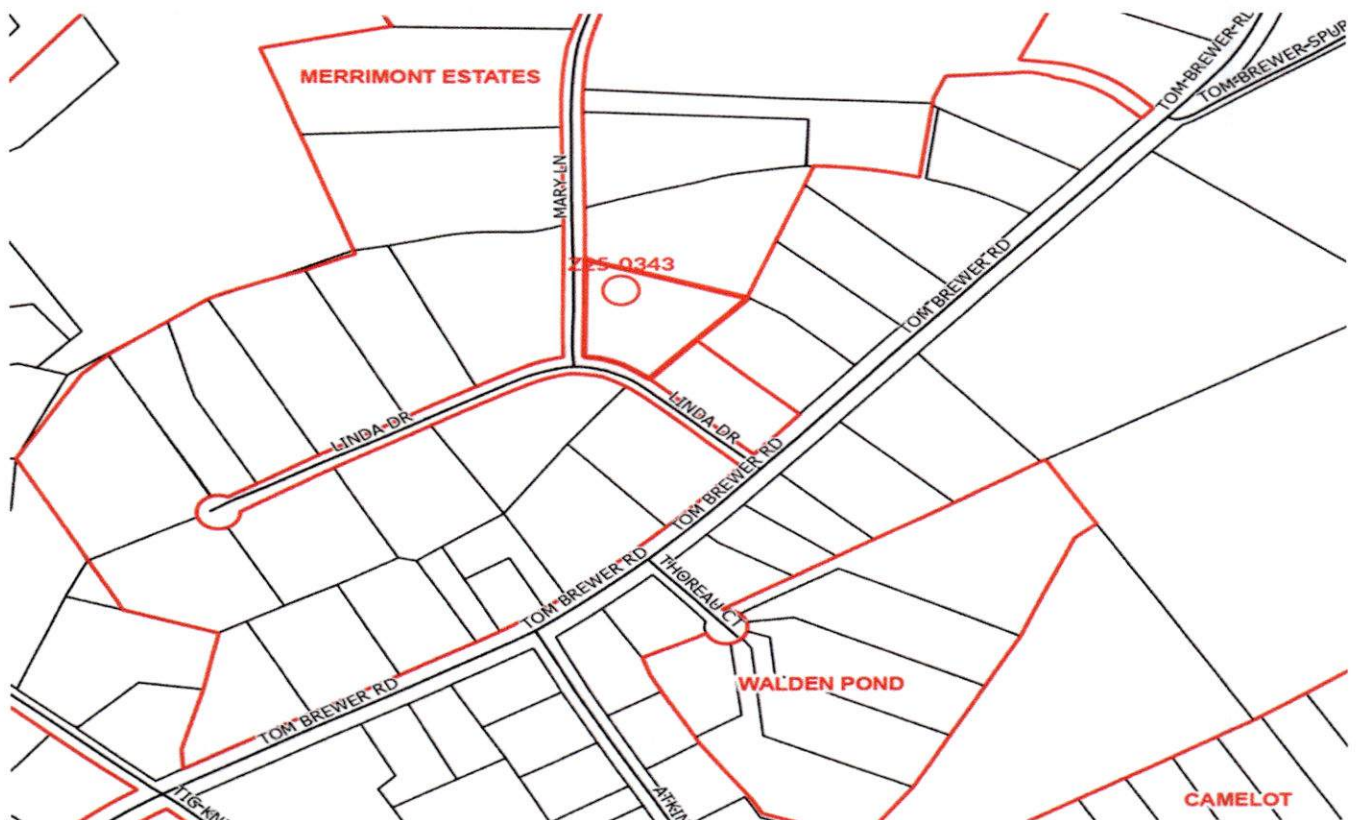 TOM-BREWER-RD
TOM-BREWER-SPUR
MERRIMONT ESTATES
MARY LN
Z25-0343
TOM BREWER RD
LINDA DR
LINDA DR
TOM BREWER RD
TOM BREWER RD
TOM BREWER RD
THOREAU CT
WALDEN POND
TOM BREWER RD
CAMELOT